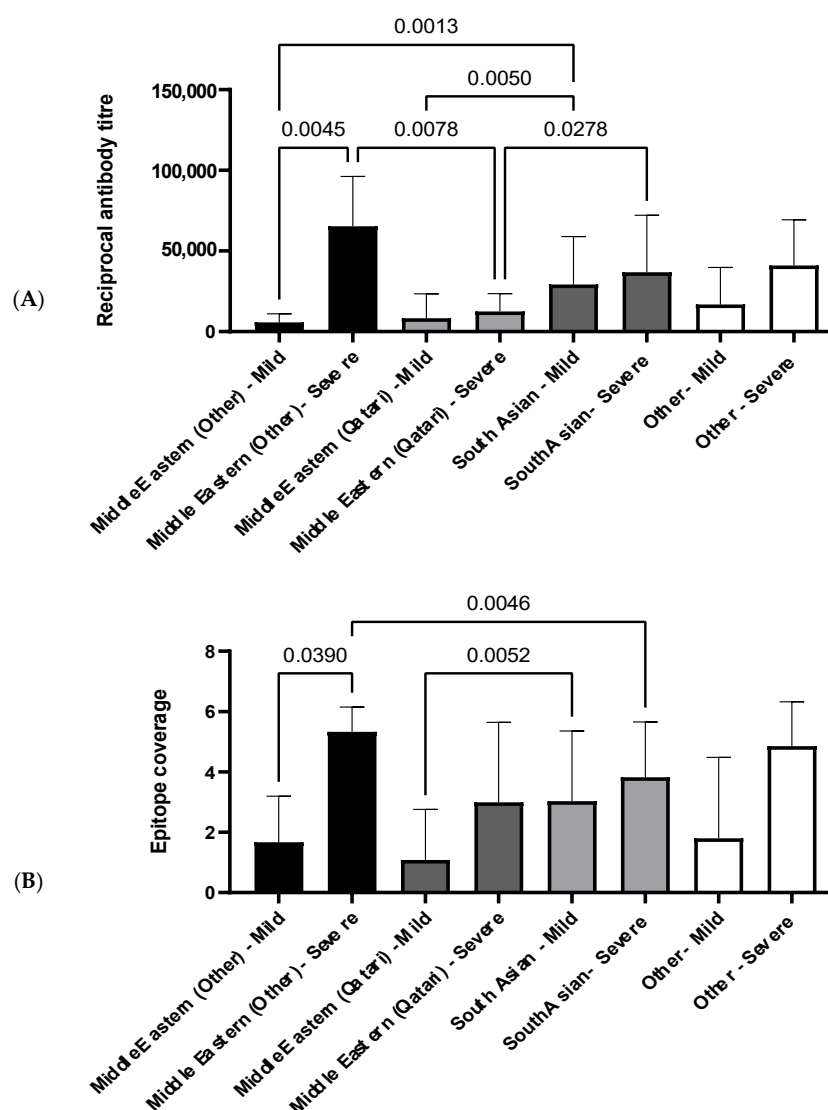 0.0013
150,000
0.0050
0.0045
0.0078
0.0278
100,000
Reciprocal antibody titre
50,000
(A)
0
Middle Eastern (Other) - Mild
Middle Eastern (Other) - Severe
Middle Eastern (Qatari) - Mild
Middle Eastern (Qatari) - Severe
South Asian - Mild
South Asian - Severe
Other - Mild
Other - Severe
0.0046
8
0.0390
0.0052
6
Epitope coverage
4
2
(B)
0
Middle Eastern (Other) - Mild
Middle Eastern (Other) - Severe
Middle Eastern (Qatari) - Mild
Middle Eastern (Qatari) - Severe
South Asian - Mild
South Asian - Severe
Other - Mild
Other - Severe